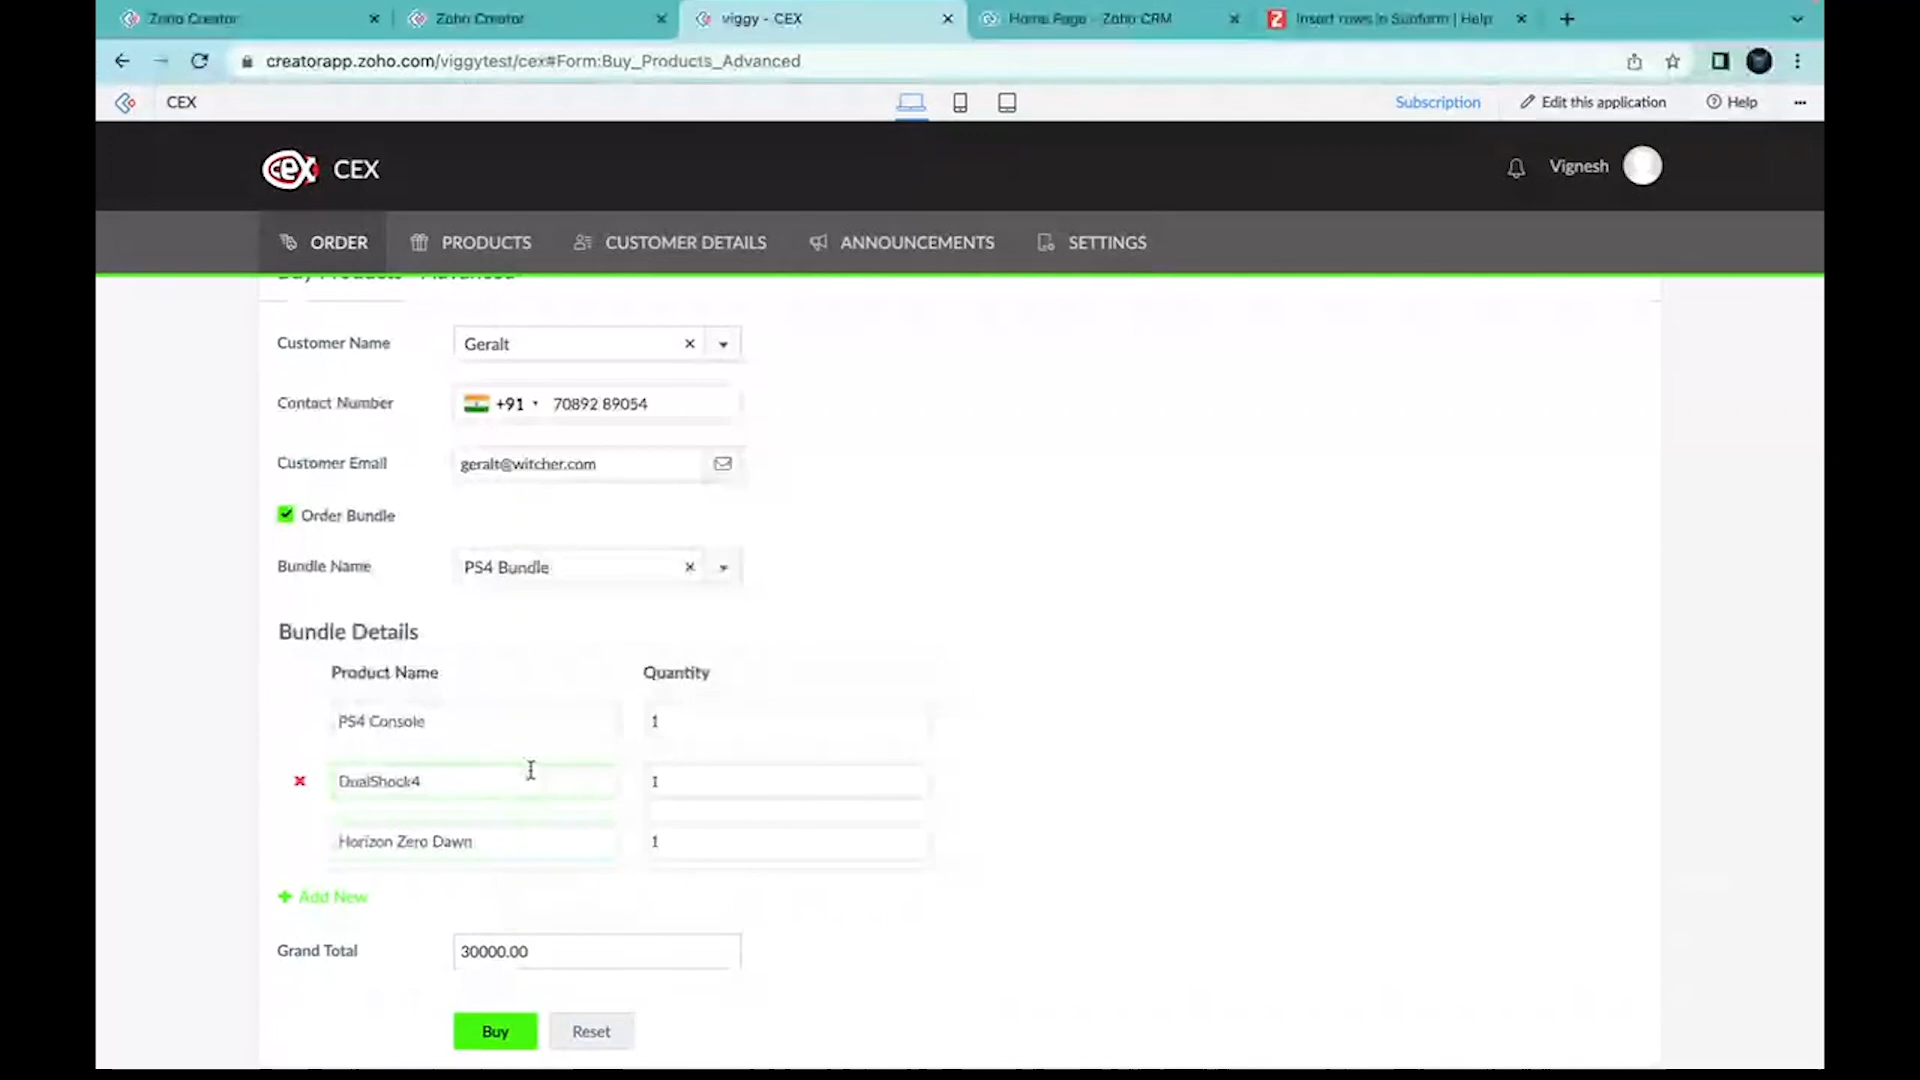 Zoho Creator
Zoho Creator
viggy - CEX
Home Page - Zoho CRM
Insert rows in Subform | Help
creatorapp.zoho.com/viggytest/cex#Form:Buy_Products_Advanced
CEX
Subscription
Edit this application
Help
cex CEX
Vignesh
ORDER
PRODUCTS
CUSTOMER DETAILS
ANNOUNCEMENTS
SETTINGS
Buy Products - Advanced
Customer Name
Geralt
Contact Number
+91
70892 89054
Customer Email
geralt@witcher.com
Order Bundle
Bundle Name
PS4 Bundle
Bundle Details
Product Name
Quantity
PS4 Console
1
DualShock4
1
Horizon Zero Dawn
1
Add New
Grand Total
30000.00
Buy
Reset